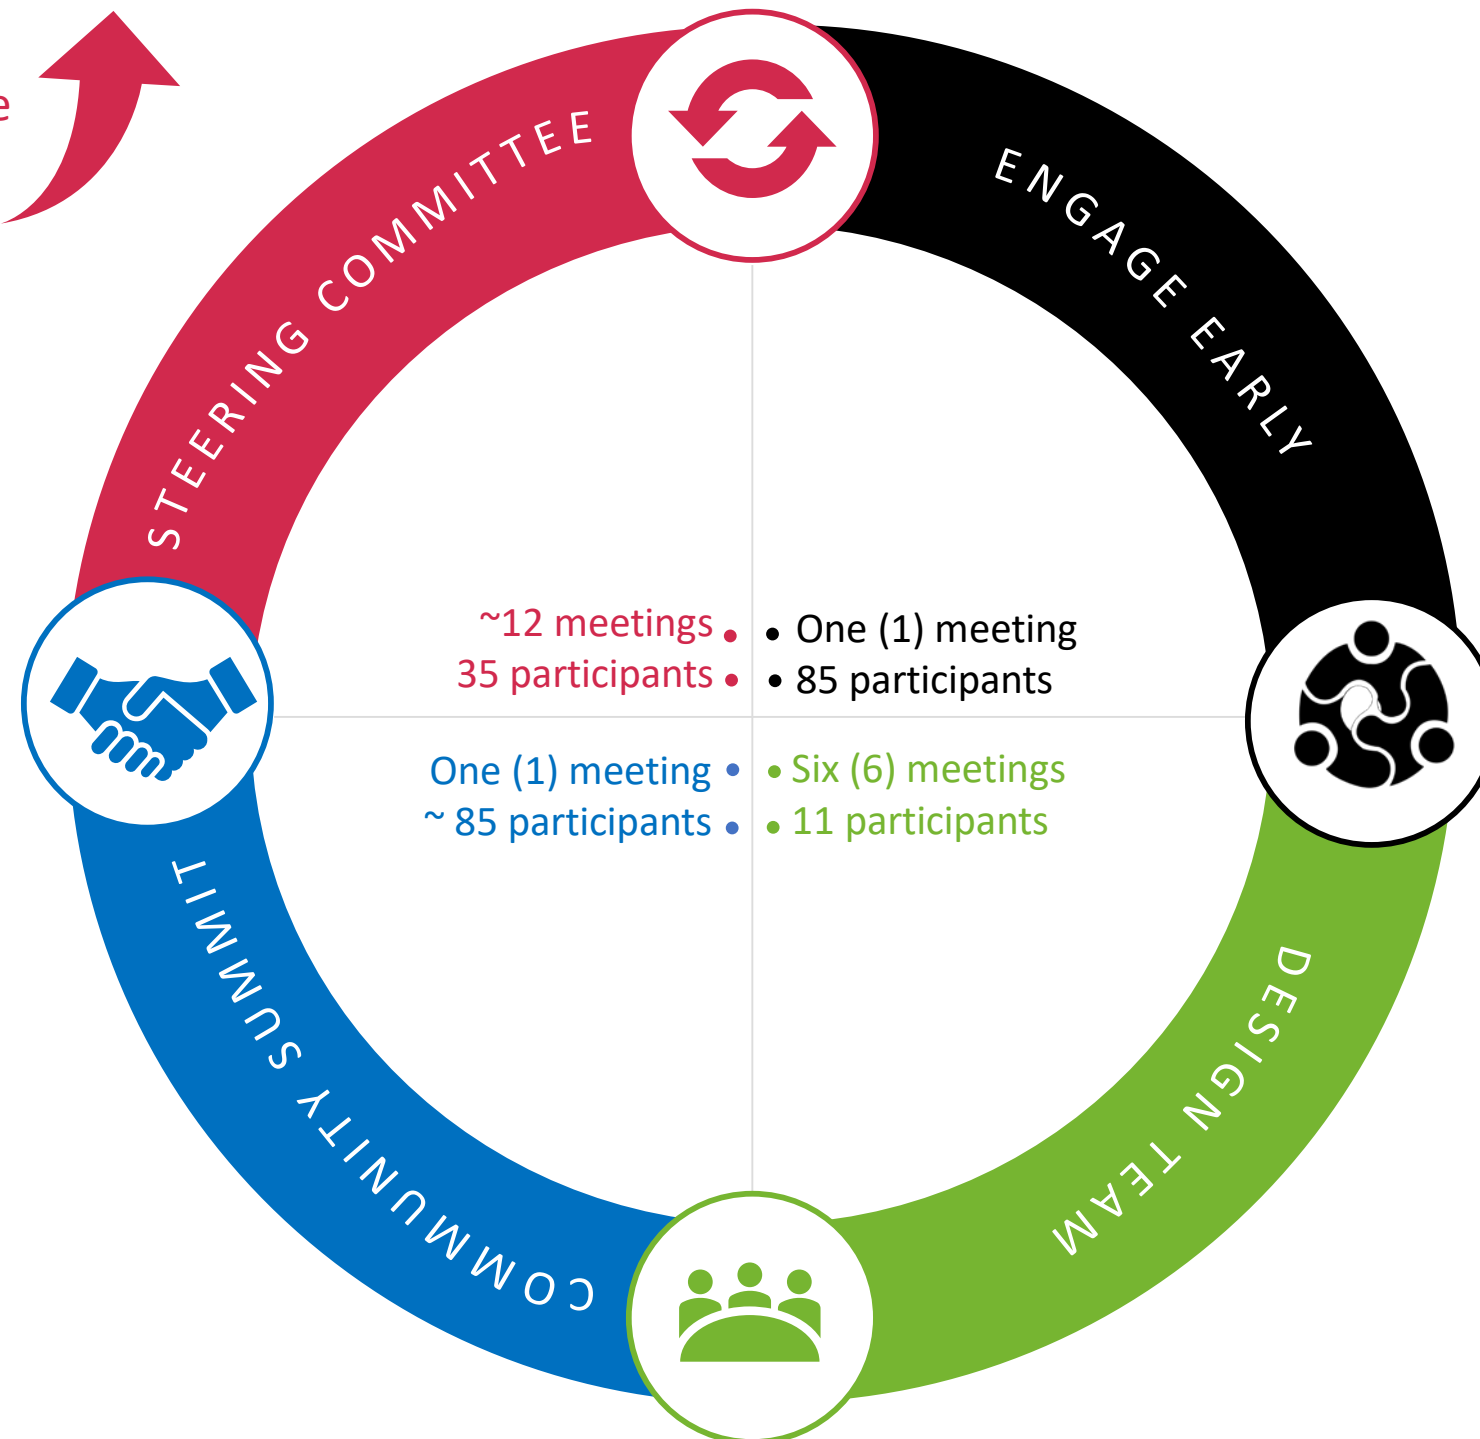 e
STEERING COMMITTEE
ENGAGE EARLY
~12 meetings
35 participants
• One (1) meeting
• 85 participants
One (1) meeting
~ 85 participants
• Six (6) meetings
• 11 participants
COMMUNITY SUMMIT
DESIGN TEAM